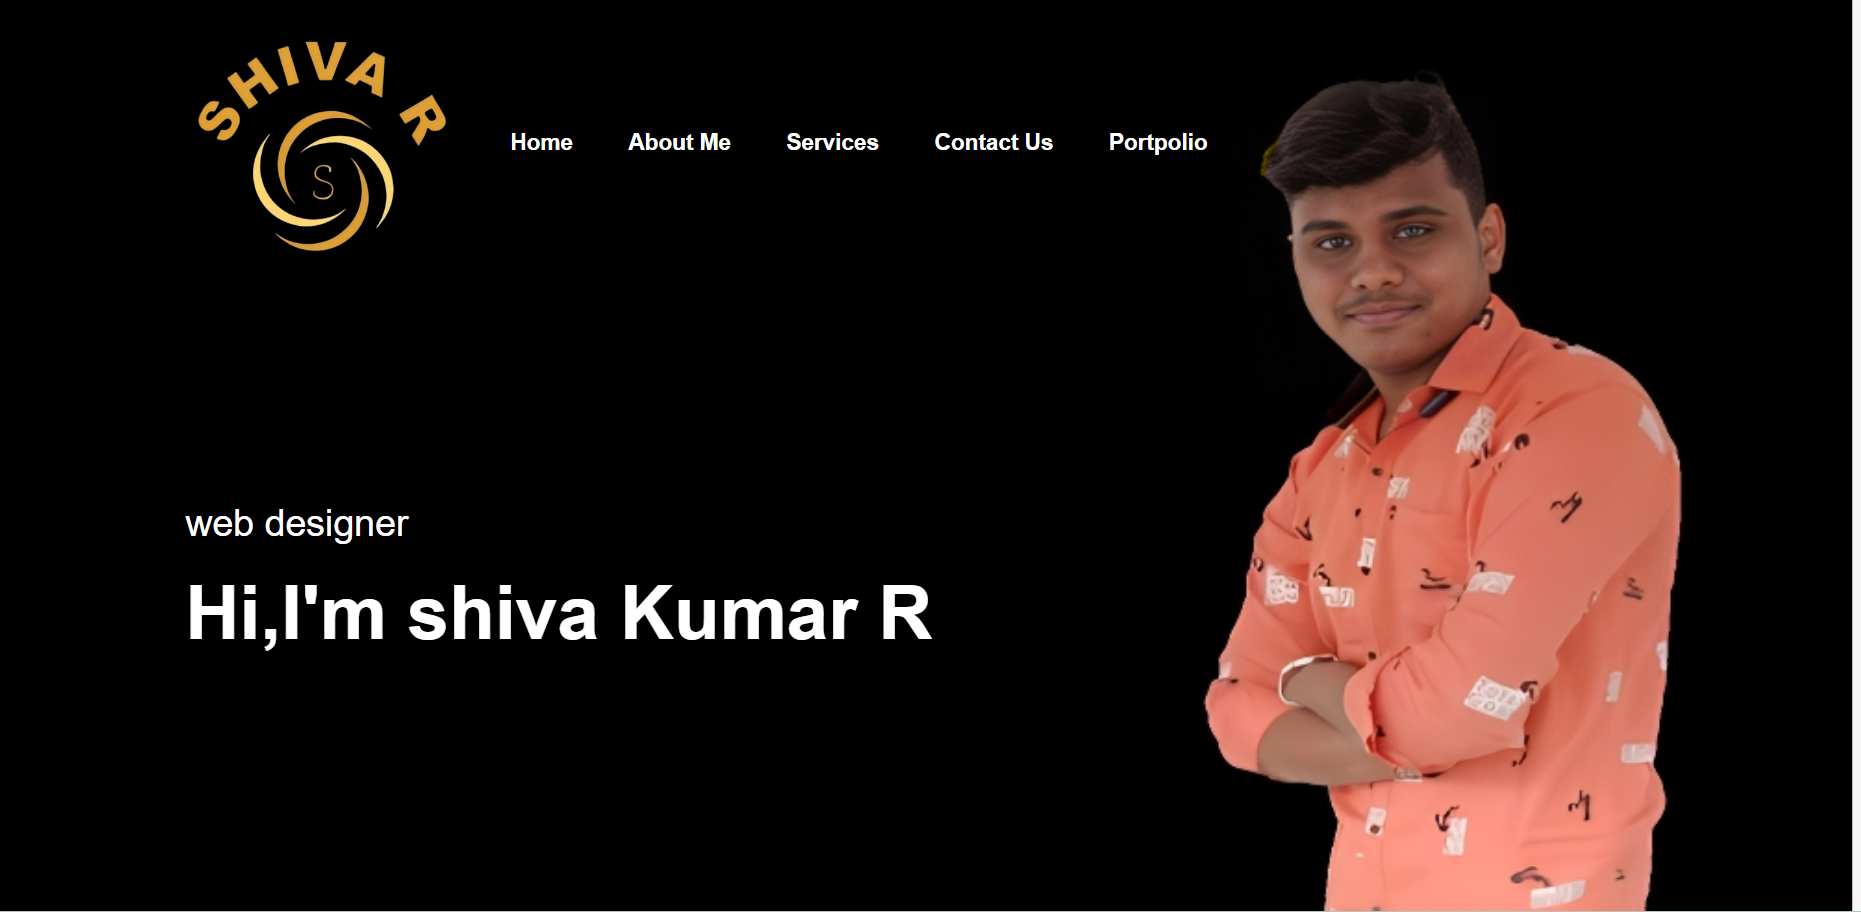 SHIVA R
S
Home About Me Services Contact Us Portpolio
web designer
Hi,I'm shiva Kumar R